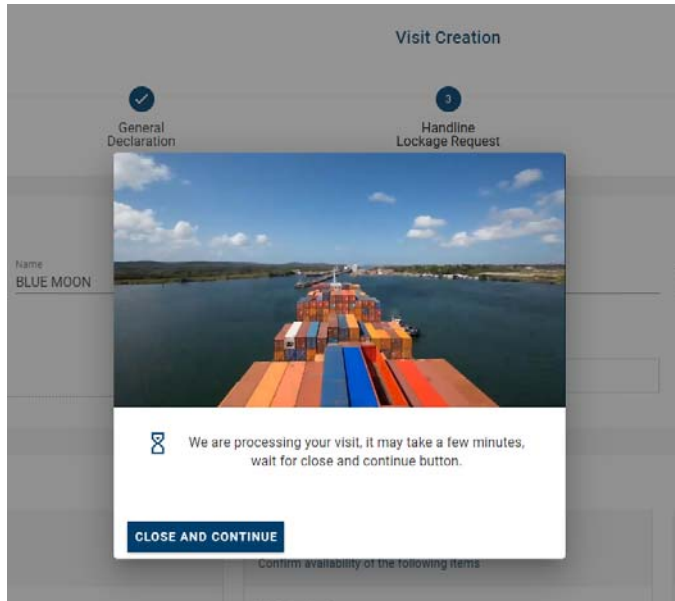 Visit Creation
3
General
Declaration
Handline
Lockage Request
Name
BLUE MOON
We are processing your visit, it may take a few minutes,
wait for close and continue button.
CLOSE AND CONTINUE
Confirm availability of the following items